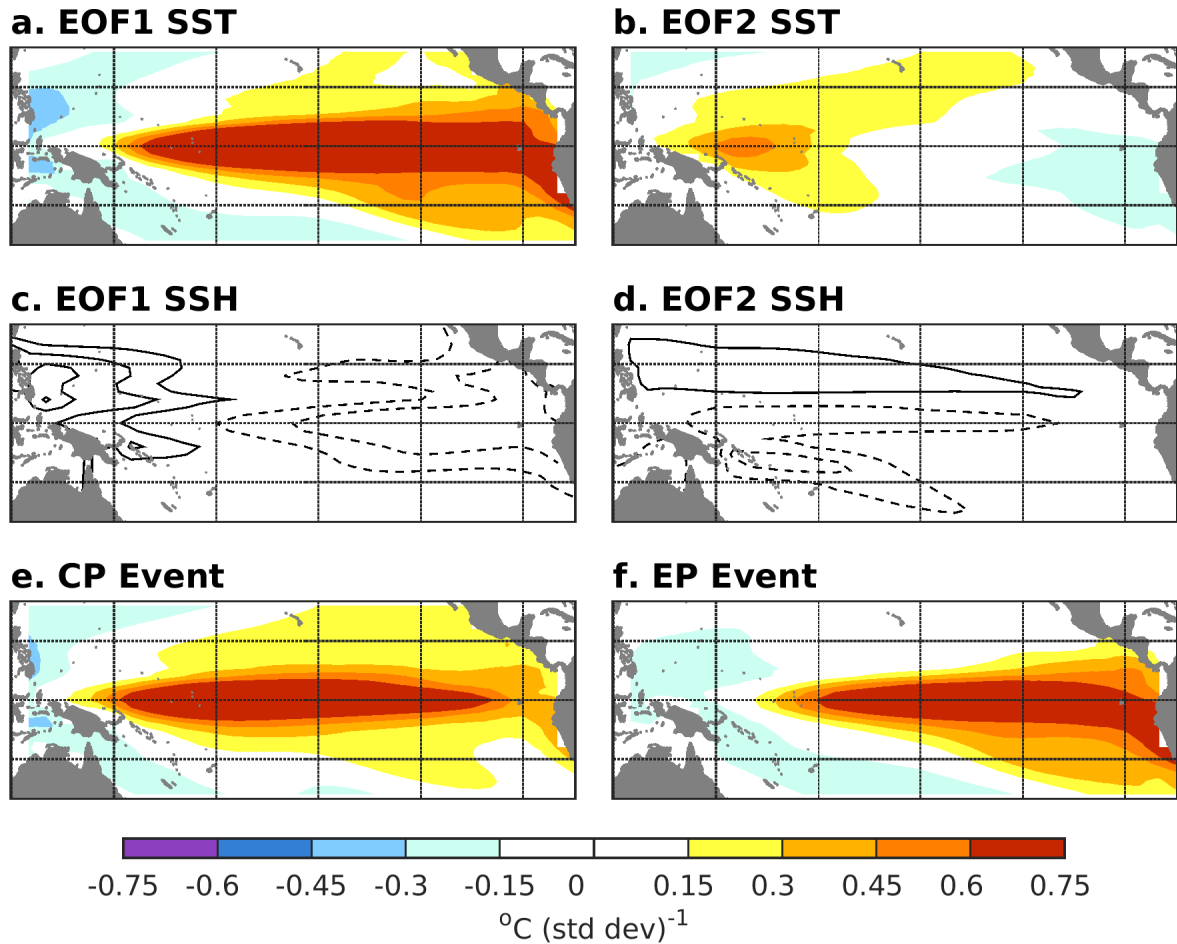 a. EOF1 SST
b. EOF2 SST
c. EOF1 SSH
d. EOF2 SSH
e. CP Event
f. EP Event
-0.75 -0.6 -0.45 -0.3 -0.15 0 0.15 0.3 0.45 0.6 0.75
⁰C (std dev)⁻¹